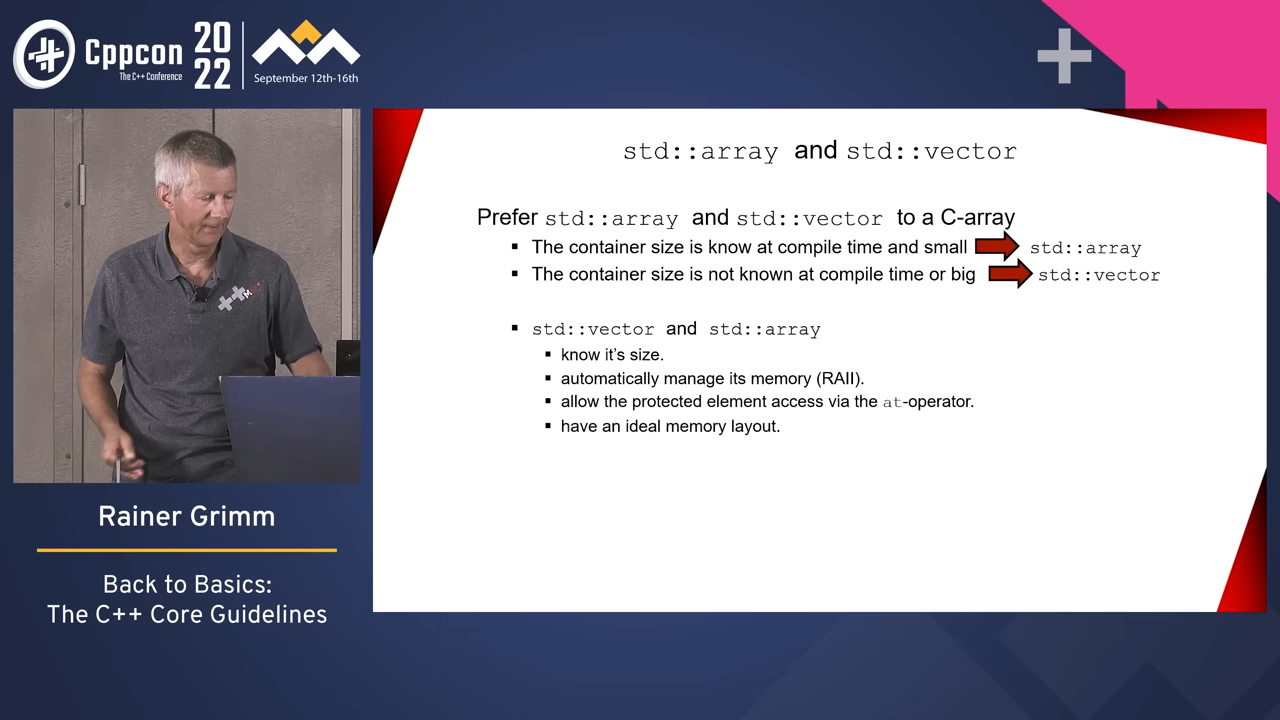 Cppcon
The C++ Conference
20
22
September 12th-16th
std::array and std::vector
Prefer std::array and std::vector to a C-array
▪ The container size is know at compile time and small std::array
▪ The container size is not known at compile time or big std::vector
▪ std::vector and std::array
▪ know it's size.
▪ automatically manage its memory (RAII).
▪ allow the protected element access via the at-operator.
▪ have an ideal memory layout.
Rainer Grimm
Back to Basics:
The C++ Core Guidelines